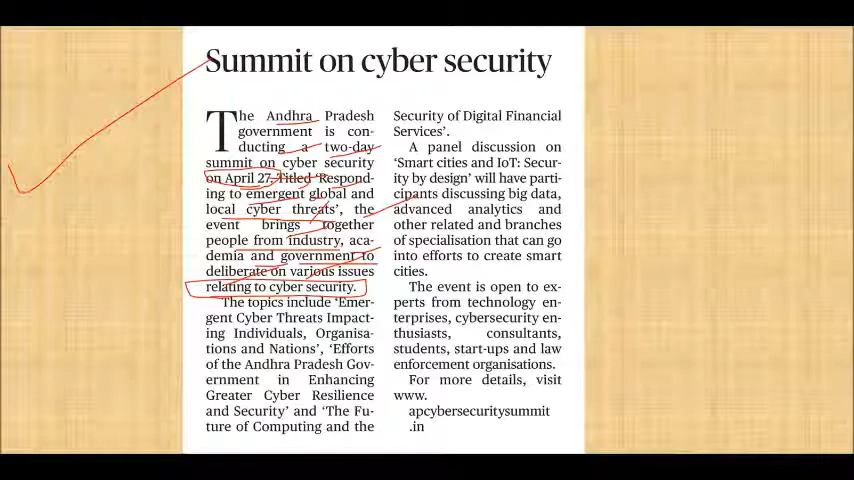 Summit on cyber security
The Andhra Pradesh
government is con-
ducting a two-day
summit on cyber security
on April 27. Titled 'Respond-
ing to emergent global and
local cyber threats', the
event brings together
people from industry, aca-
demia and government to
deliberate on various issues
relating to cyber security.
The topics include 'Emer-
gent Cyber Threats Impact-
ing Individuals, Organisa-
tions and Nations', 'Efforts
of the Andhra Pradesh Gov-
ernment in Enhancing
Greater Cyber Resilience
and Security' and 'The Fu-
ture of Computing and the
Security of Digital Financial
Services'.
A panel discussion on
'Smart cities and IoT: Secur-
ity by design' will have parti-
cipants discussing big data,
advanced analytics and
other related and branches
of specialisation that can go
into efforts to create smart
cities.
The event is open to ex-
perts from technology en-
terprises, cybersecurity en-
thusiasts, consultants,
students, start-ups and law
enforcement organisations.
For more details, visit
www.
apcybersecuritysummit
.in